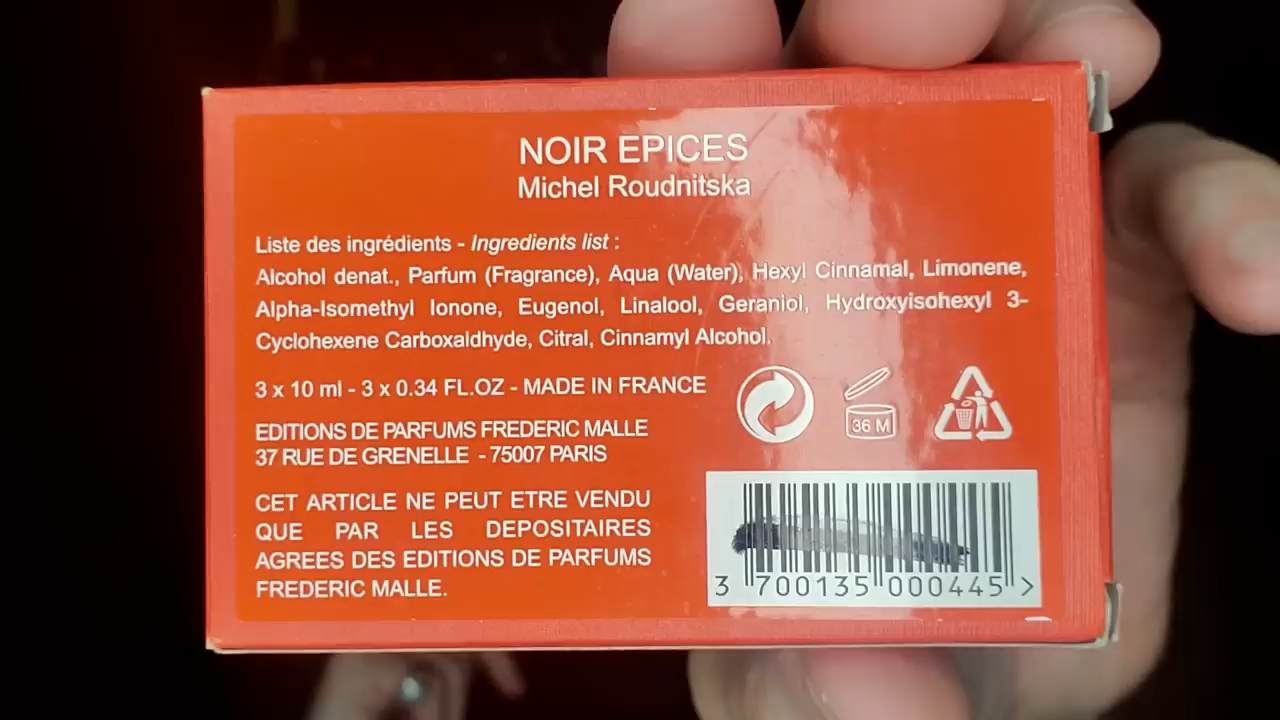 NOIR EPICES
Michel Roudnitska
Liste des ingrédients - Ingredients list :
Alcohol denat., Parfum (Fragrance), Aqua (Water), Hexyl Cinnamal, Limonene,
Alpha-Isomethyl Ionone, Eugenol, Linalool, Geraniol, Hydroxyisohexyl 3-
Cyclohexene Carboxaldhyde, Citral, Cinnamyl Alcohol.
3 x 10 ml - 3 x 0.34 FL.OZ - MADE IN FRANCE
36 M
EDITIONS DE PARFUMS FREDERIC MALLE
37 RUE DE GRENELLE - 75007 PARIS
CET ARTICLE NE PEUT ETRE VENDU
QUE PAR LES DEPOSITAIRES
AGREES DES EDITIONS DE PARFUMS
FREDERIC MALLE.
3 700135 000445 >